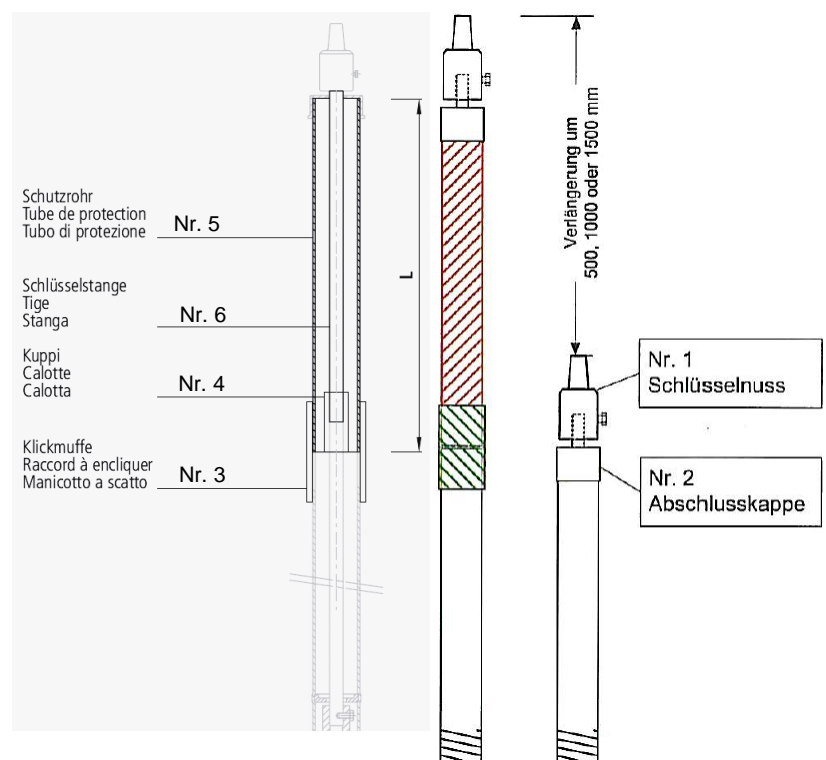 Schutzrohr
Tube de protection
Tubo di protezione
Nr. 5
Schlüsselstange
Tige
Stanga
Nr. 6
Kuppi
Calotte
Calotta
Nr. 4
Klickmuffe
Raccord à encliquer
Manicotto a scatto
Nr. 3
L
Verlängerung um
500, 1000 oder 1500 mm
Nr. 1
Schlüsselnuss
Nr. 2
Abschlusskappe